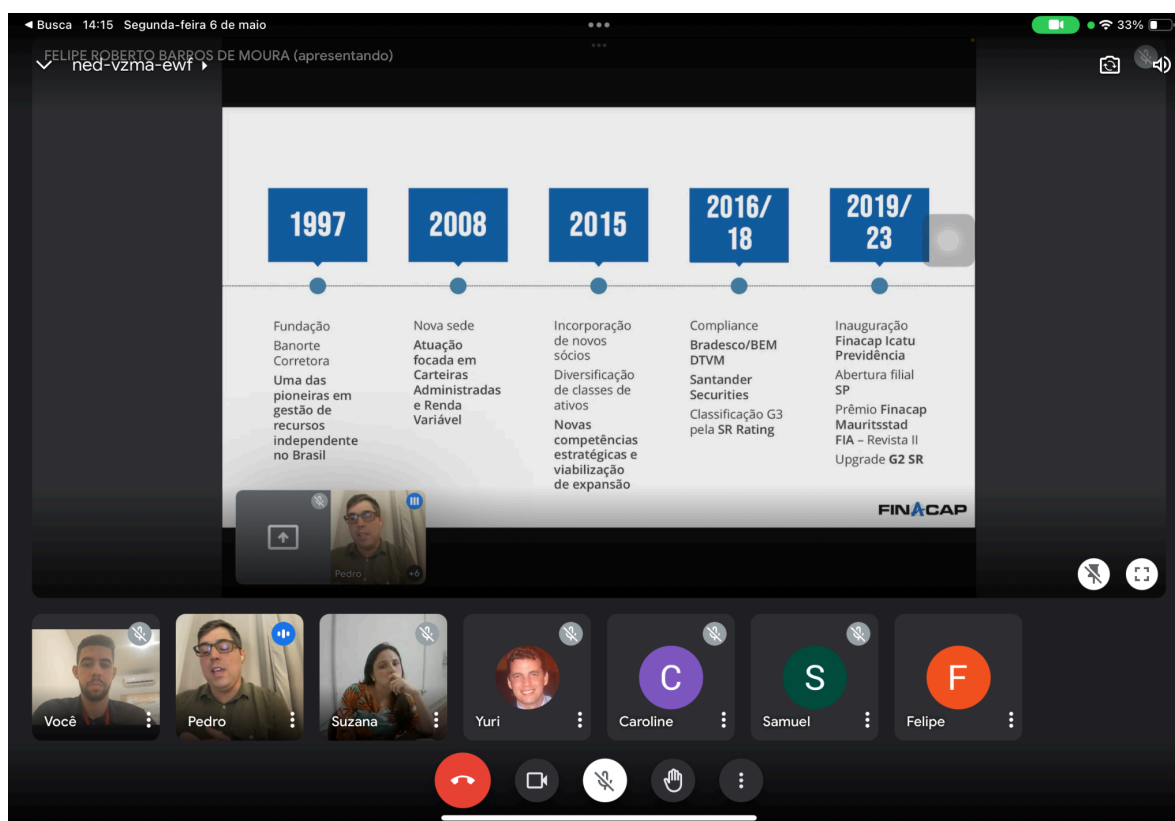 ◀ Busca 14:15 Segunda-feira 6 de maio
33%
FELIPE ROBERTO BARROS DE MOURA (apresentando)
ned-vzma-ewf
1997
Fundação
Banorte
Corretora
Uma das
pioneiras em
gestão de
recursos
independente
no Brasil
2008
Nova sede
Atuação
focada em
Carteiras
Administradas
e Renda
Variável
2015
Incorporação
de novos
sócios
Diversificação
de classes de
ativos
Novas
competências
estratégicas e
viabilização
de expansão
2016/
18
Compliance
Bradesco/BEM
DTVM
Santander
Securities
Classificação G3
pela SR Rating
2019/
23
Inauguração
Finacap Icatu
Previdência
Abertura filial
SP
Prêmio Finacap
Mauritsstad
FIA – Revista II
Upgrade G2 SR
FINACAP
Pedro
+6
Você
Pedro
Suzana
Yuri
C
Caroline
S
Samuel
F
Felipe